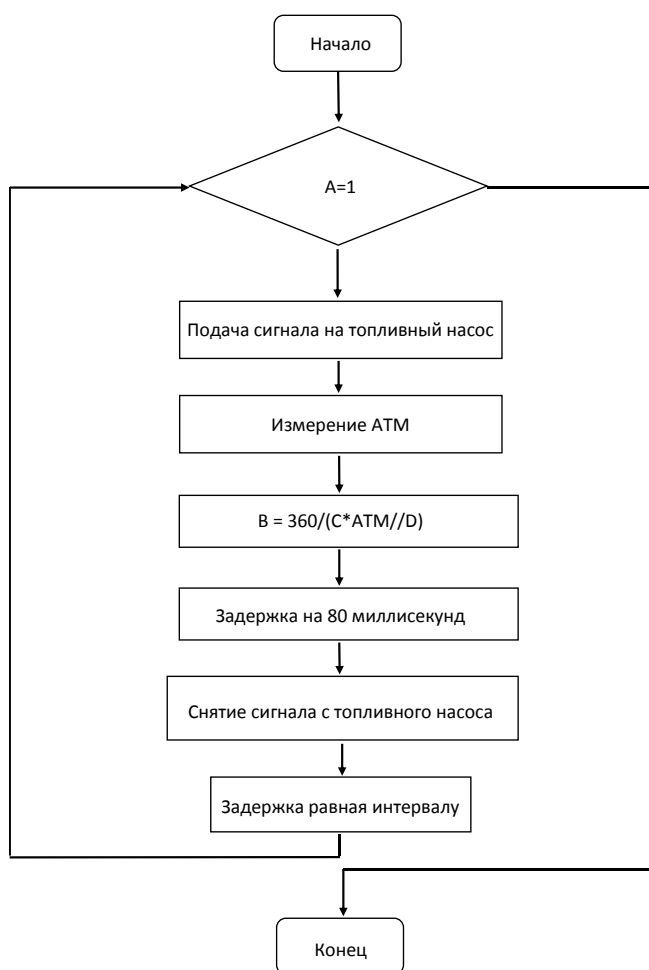 Начало
A=1
Подача сигнала на топливный насос
Измерение АТМ
B = 360/(C*ATM//D)
Задержка на 80 миллисекунд
Снятие сигнала с топливного насоса
Задержка равная интервалу
Конец